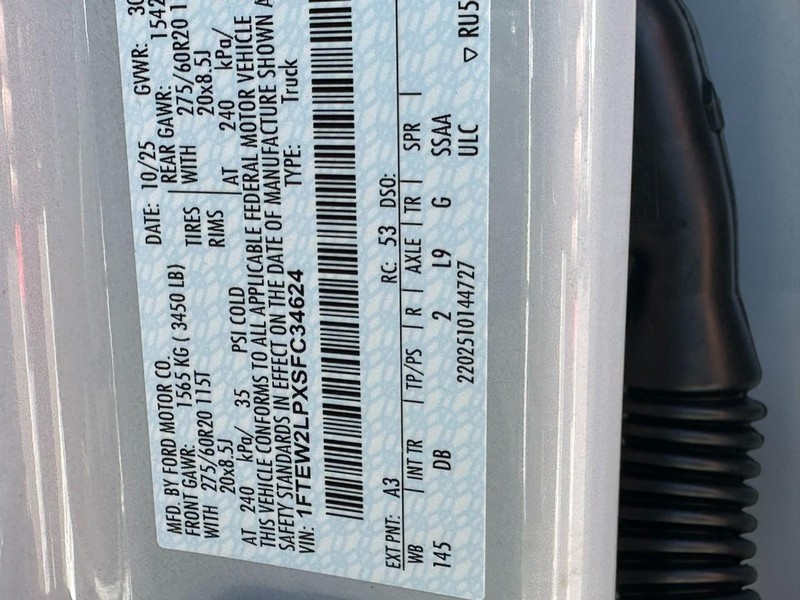 MFD. BY FORD MOTOR CO. DATE: 10/25 GVWR:
FRONT GAWR: 1565 KG ( 3450 LB) REAR GAWR: 1542
WITH 275/60R20 115T TIRES WITH 275/60R20
20x8.5J RIMS 20x8.5J
AT 240 kPa/ 35 PSI COLD AT 240 kPa/
THIS VEHICLE CONFORMS TO ALL APPLICABLE FEDERAL MOTOR VEHICLE
SAFETY STANDARDS IN EFFECT ON THE DATE OF MANUFACTURE SHOWN
VIN: 1FTEW2LPXSFC34624 TYPE: Truck
EXT PNT: A3 RC: 53 DSO:
WB | INT TR | TP/PS | R | AXLE | TR | SPR |
145 DB 2 L9 G SSAA
2202510144727 ULC ▽ RU5